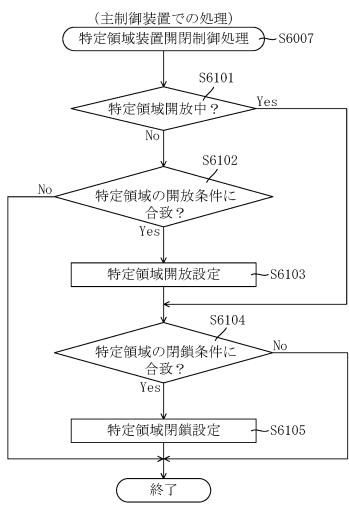 (主制御装置での処理)
特定領域装置開閉制御処理
S6007
S6101
特定領域開放中？
Yes
No
S6102
No
特定領域の開放条件に
合致？
Yes
特定領域開放設定
S6103
S6104
特定領域の閉鎖条件に
合致？
No
Yes
特定領域閉鎖設定
S6105
終了